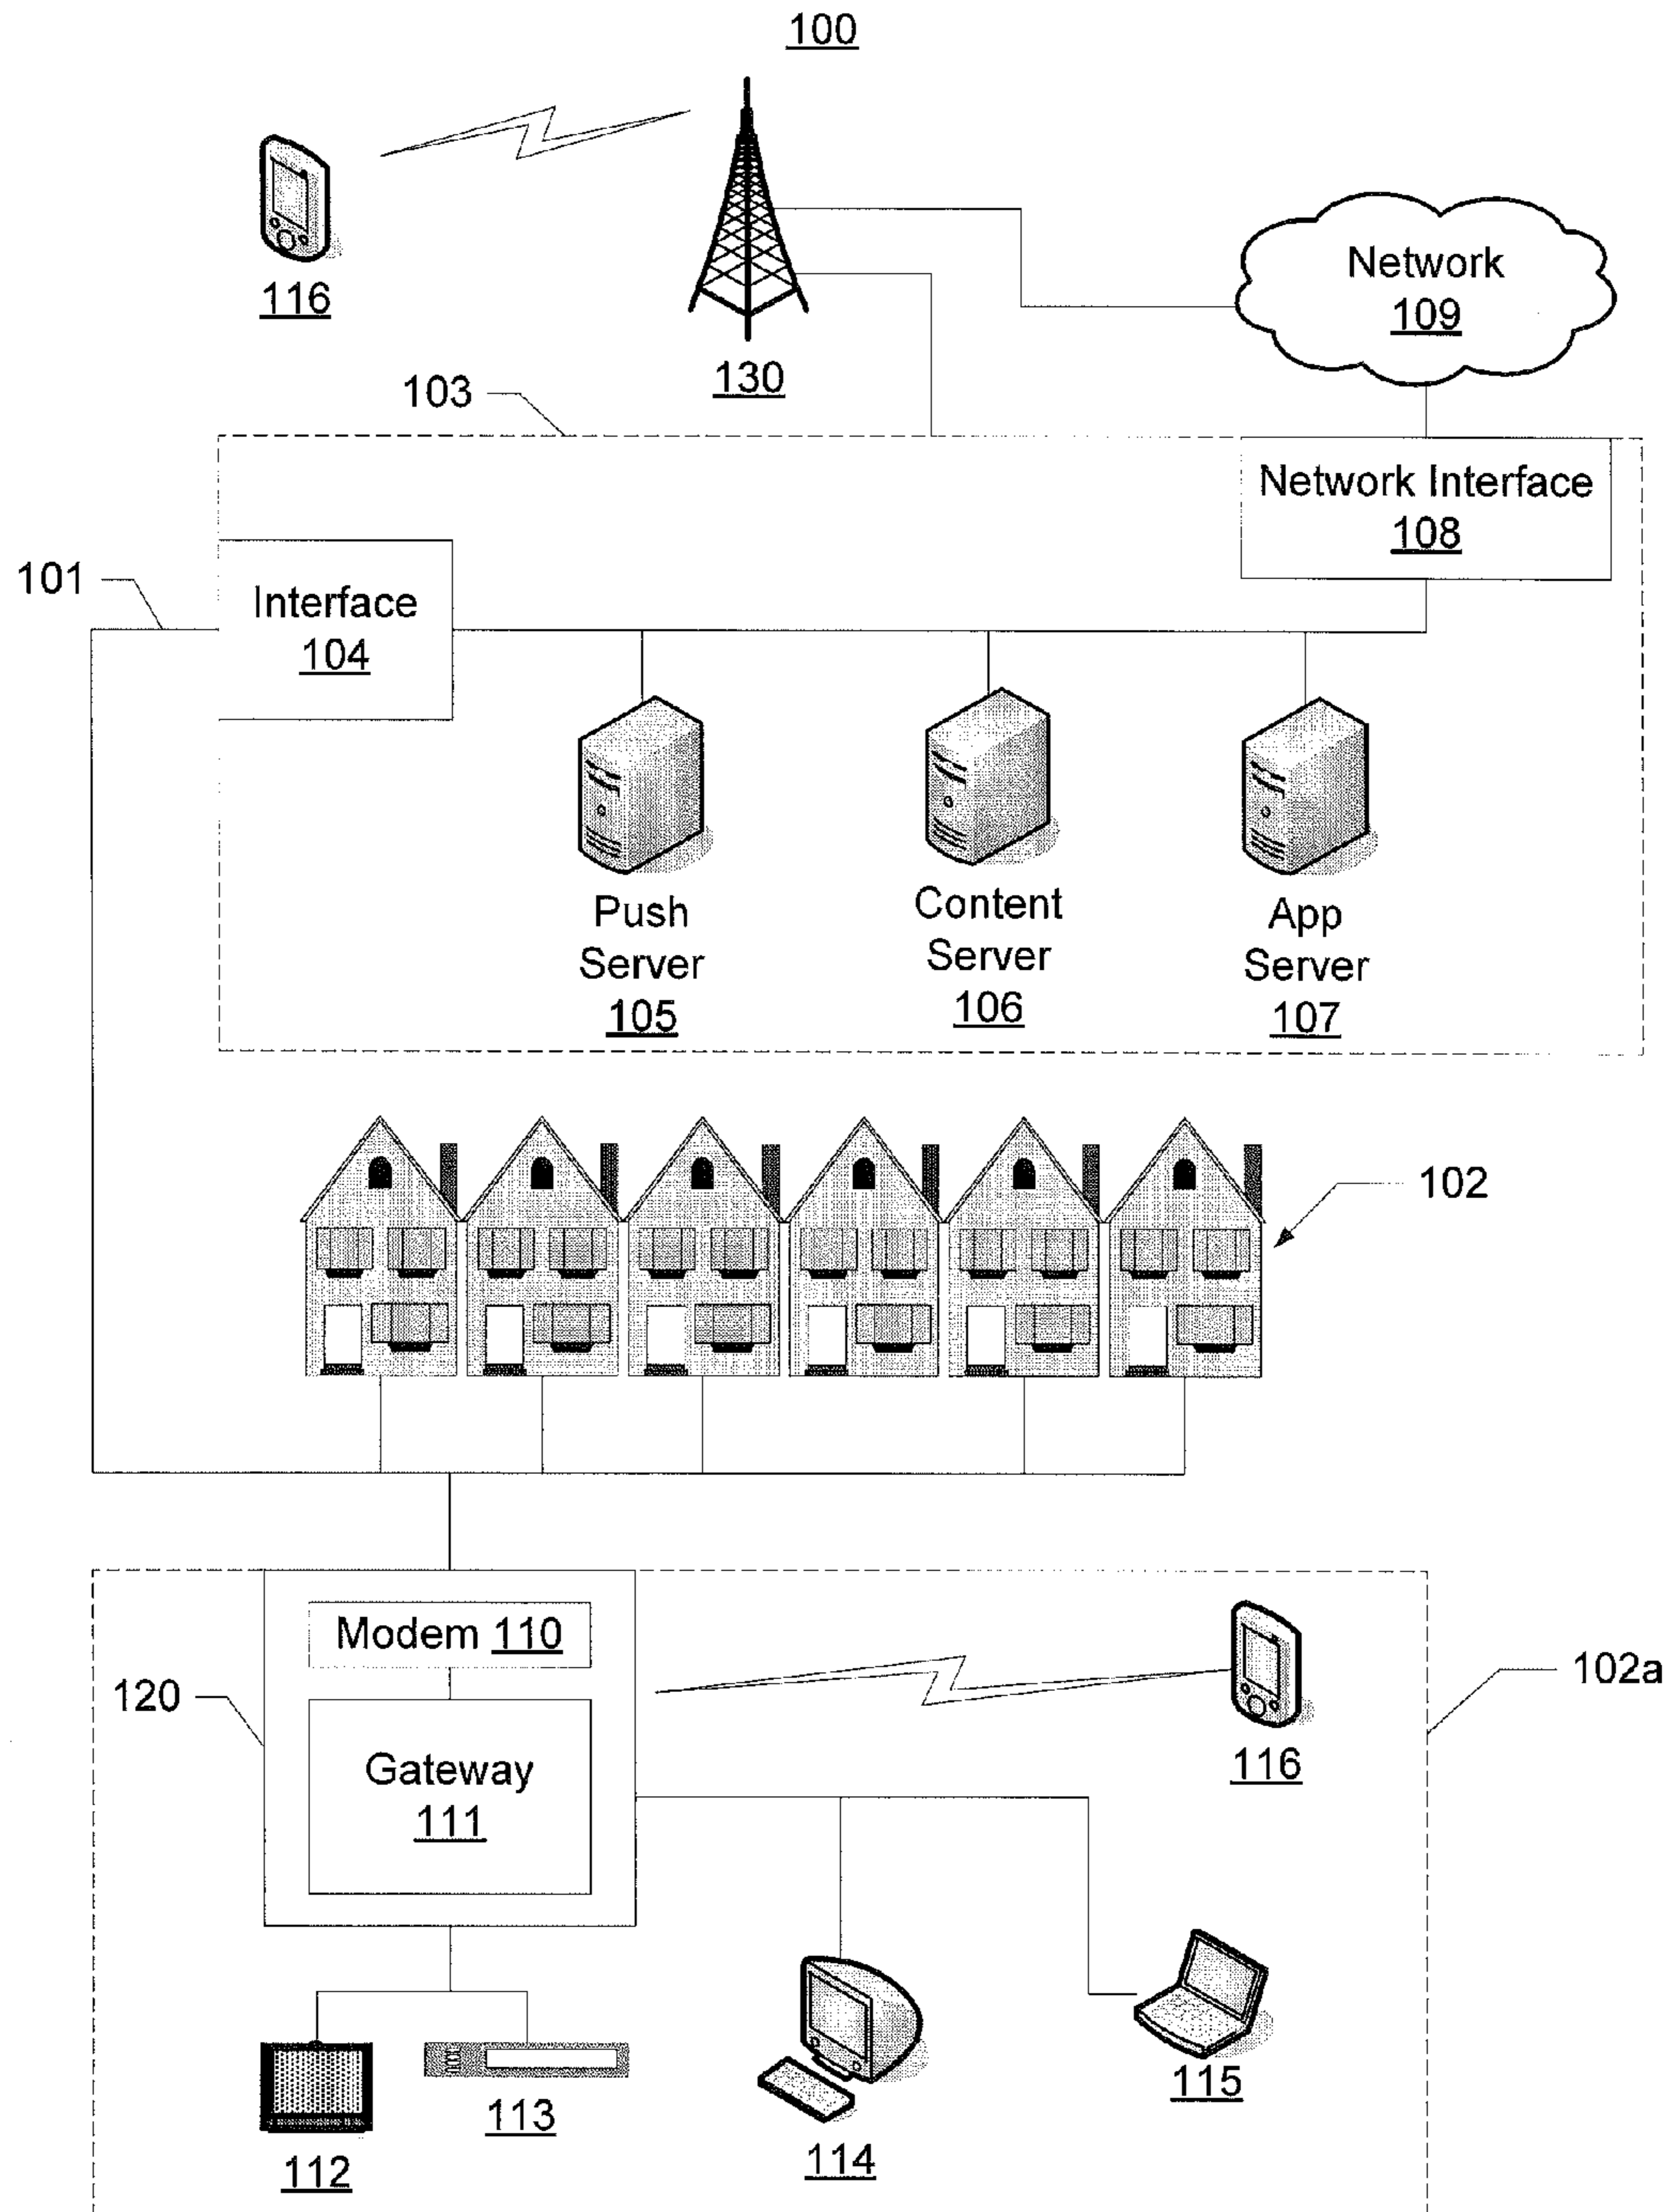 100
116
130
Network
109
103
Network Interface
108
101
Interface
104
Push
Server
105
Content
Server
106
App
Server
107
102
Modem 110
120
102a
116
Gateway
111
112
113
114
115